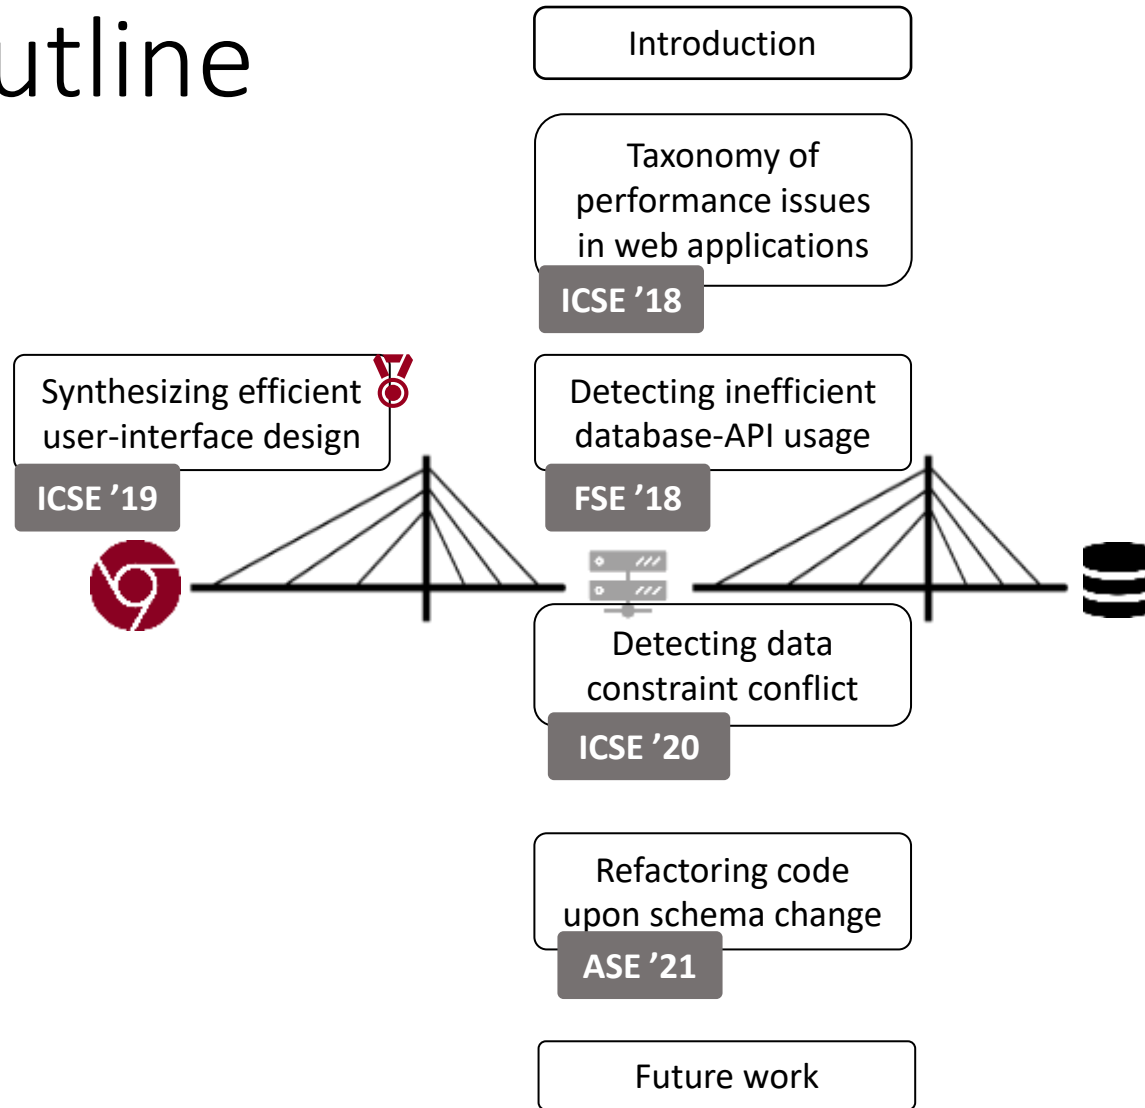 utline
Introduction
Taxonomy of
performance issues
in web applications
ICSE ’18
Synthesizing efficient
user-interface design
ICSE ’19
Detecting inefficient
database-API usage
FSE ’18
Detecting data
constraint conflict
ICSE ’20
Refactoring code
upon schema change
ASE ’21
Future work